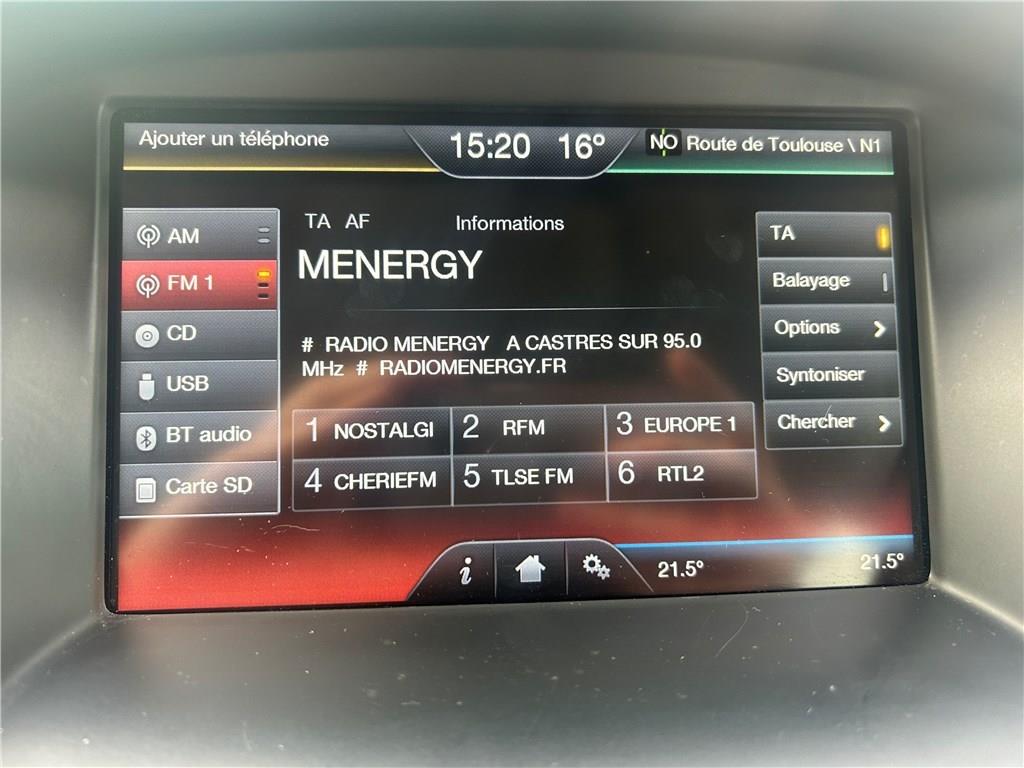 Ajouter un téléphone
15:20 16°
NO Route de Toulouse \ N1
AM
FM 1
CD
USB
BT audio
Carte SD
TA AF Informations
MENERGY
# RADIO MENERGY A CASTRES SUR 95.0
MHz # RADIOMENERGY.FR
1 NOSTALGI
2 RFM
3 EUROPE 1
4 CHERIEFM
5 TLSE FM
6 RTL2
TA
Balayage
Options
Syntoniser
Chercher
i
21.5°
21.5°